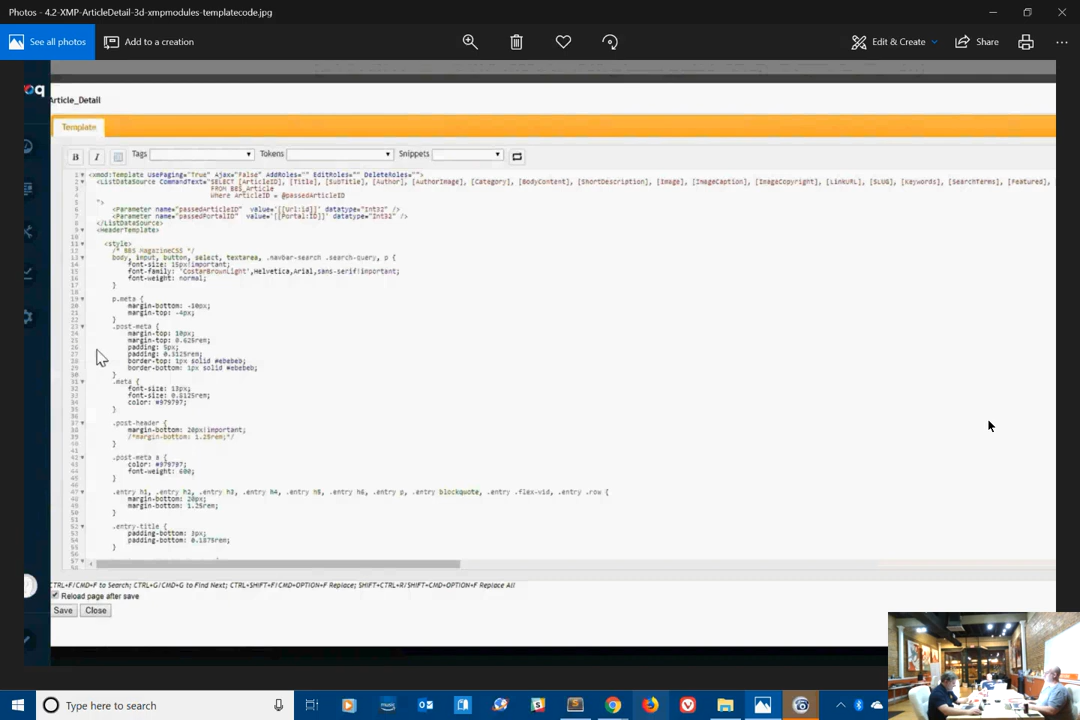 Photos - 4.2-XMP-ArticleDetail-3d-xmpmodules-templatecode.jpg
See all photos
Add to a creation
Edit & Create
Share
oq
Article_Detail
Template
B
I
Tags
Tokens
Snippets
<xmod:Template UsePaging="True" Ajax="False" AddRoles="" EditRoles="" DeleteRoles="">
<ListDataSource CommandText="SELECT [ArticleID], [Title], [SubTitle], [Author], [AuthorImage], [Category], [BodyContent], [ShortDescription], [Image], [ImageCaption], [ImageCopyright], [LinkURL], [SLUG], [Keywords], [SearchTerms], [Featured],
FROM BBS_Article
where ArticleID = @passedArticleID
">
<Parameter name="passedArticleID" value='[[Url:id]]' datatype="Int32" />
<Parameter name="passedPortalID" value='[[Portal:ID]]' datatype="Int32" />
</ListDataSource>
<HeaderTemplate>
<style>
/* BBS MagazineCSS */
body, input, button, select, textarea, .navbar-search .search-query, p {
font-size: 15px!important;
font-family: 'CostarBrownLight',Helvetica,Arial,sans-serif!important;
font-weight: normal;
}
p.meta {
margin-bottom: -10px;
margin-top: -4px;
}
.post-meta {
margin-top: 10px;
margin-top: 0.625rem;
padding: 5px;
padding: 0.3125rem;
border-top: 1px solid #ebebeb;
border-bottom: 1px solid #ebebeb;
}
.meta {
font-size: 13px;
font-size: 0.8125rem;
color: #979797;
}
.post-header {
margin-bottom: 20px!important;
/*margin-bottom: 1.25rem;*/
}
.post-meta a {
color: #979797;
font-weight: 600;
}
.entry h1, .entry h2, .entry h3, .entry h4, .entry h5, .entry h6, .entry p, .entry blockquote, .entry .flex-vid, .entry .row {
margin-bottom: 20px;
margin-bottom: 1.25rem;
}
.entry-title {
padding-bottom: 3px;
padding-bottom: 0.1875rem;
}
CTRL+F/CMD+F to Search; CTRL+G/CMD+G to Find Next; CTRL+SHIFT+F/CMD+OPTION+F Replace; SHIFT+CTRL+R/SHIFT+CMD+OPTION+F Replace All
Reload page after save
Save
Close
Type here to search